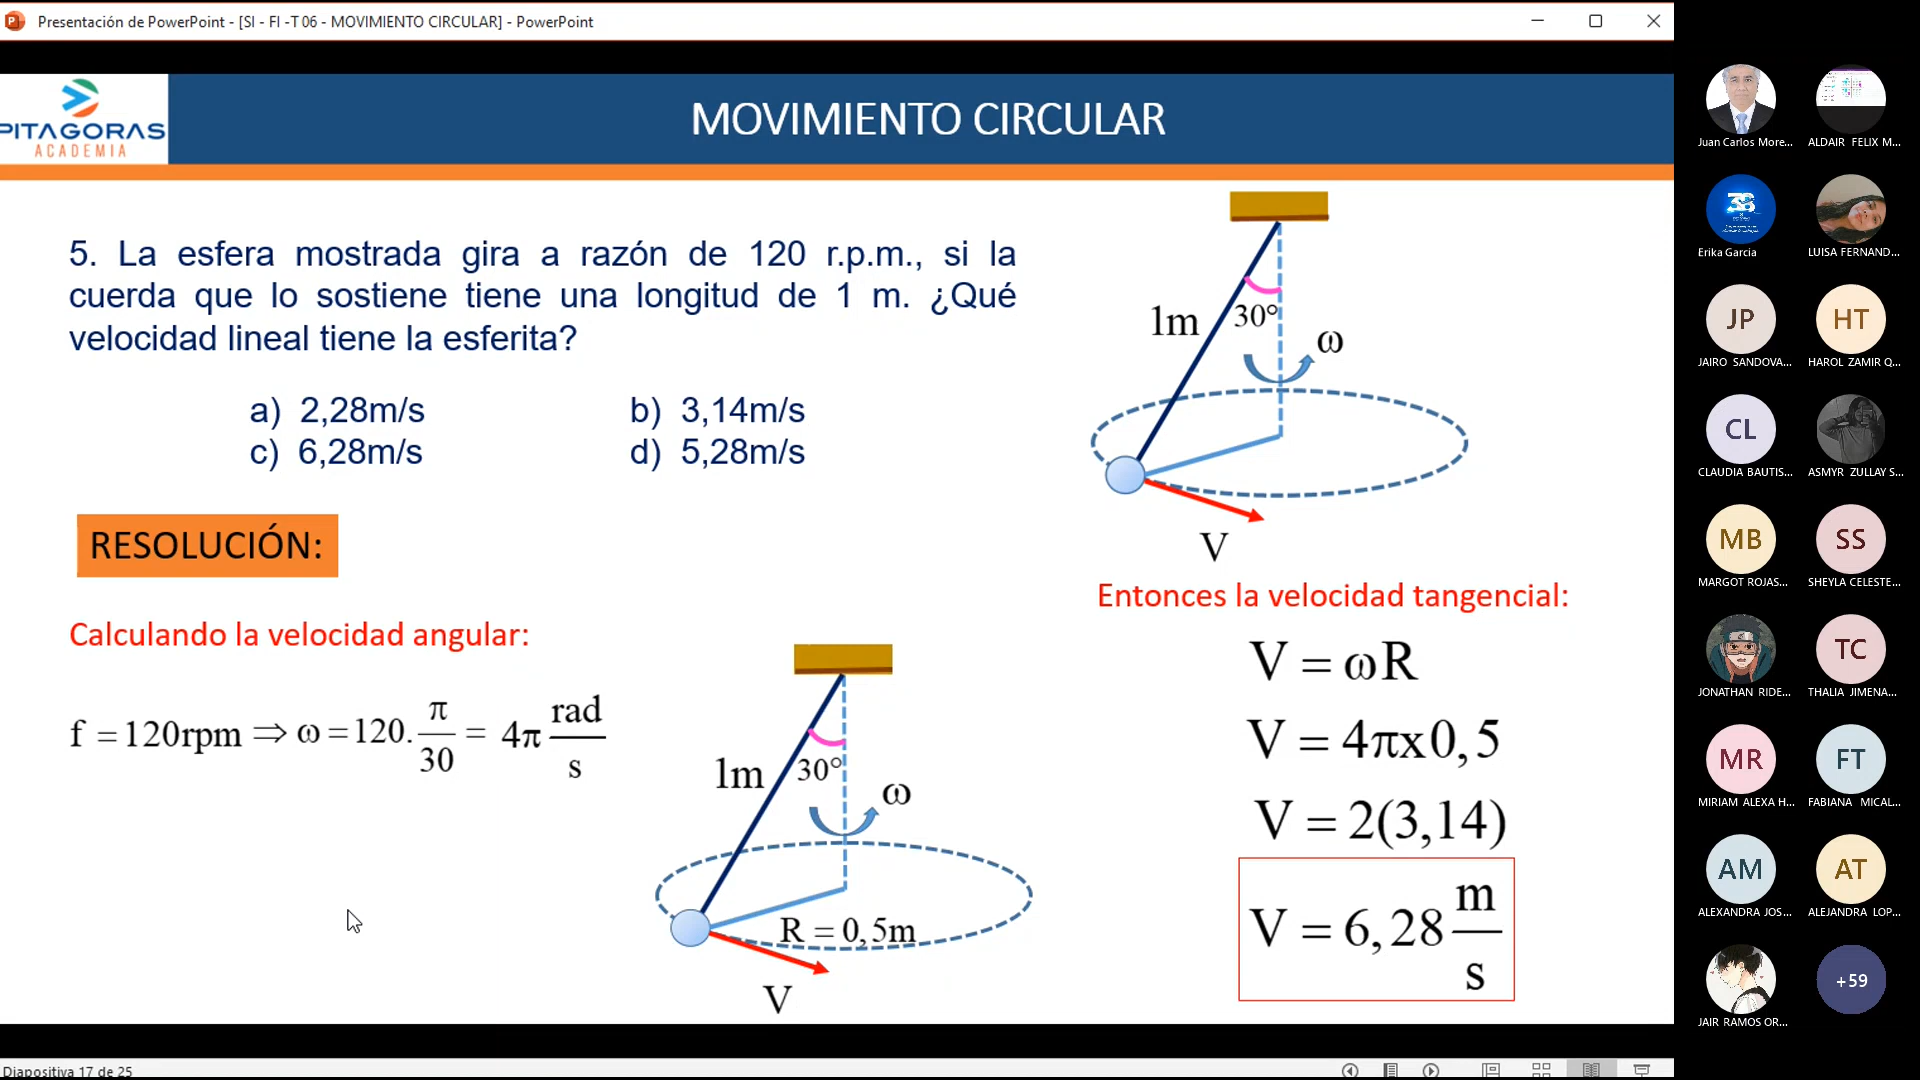 Presentación de PowerPoint - [SI - FI -T 06 - MOVIMIENTO CIRCULAR] - PowerPoint
PITAGORAS
ACADEMIA
MOVIMIENTO CIRCULAR
5. La esfera mostrada gira a razón de 120 r.p.m., si la
cuerda que lo sostiene tiene una longitud de 1 m. ¿Qué
velocidad lineal tiene la esferita?
a) 2,28m/s b) 3,14m/s
c) 6,28m/s d) 5,28m/s
1m
30°
ω
V
RESOLUCIÓN:
Calculando la velocidad angular:
f = 120rpm ⇒ ω = 120. π/30 = 4π rad/s
1m
30°
ω
R = 0,5m
V
Entonces la velocidad tangencial:
V = ωR
V = 4πx0,5
V = 2(3,14)
V = 6,28 m/s
Diapositiva 17 de 25
Juan Carlos More...
ALDAIR FELIX M...
38
Erika Garcia
LUISA FERNAND...
JP
JAIRO SANDOVA...
HT
HAROL ZAMIR Q...
CL
CLAUDIA BAUTIS...
ASMYR ZULLAY S...
MB
MARGOT ROJAS...
SS
SHEYLA CELESTE...
JONATHAN RIDE...
TC
THALIA JIMENA...
MR
MIRIAM ALEXA H...
FT
FABIANA MICAL...
AM
ALEXANDRA JOS...
AT
ALEJANDRA LOP...
JAIR RAMOS OR...
+59